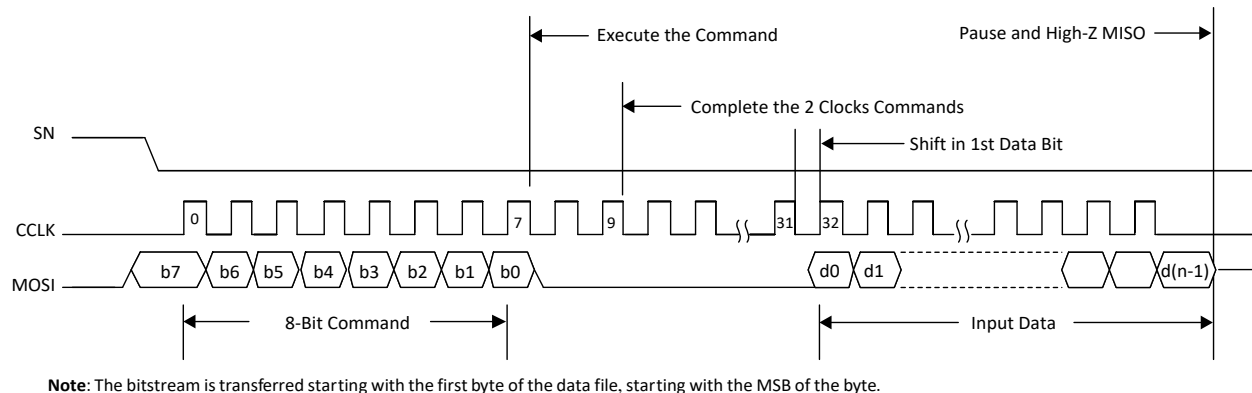 Execute the Command
Pause and High-Z MISO
Complete the 2 Clocks Commands
SN
Shift in 1st Data Bit
CCLK 0 7 9 31 32
MOSI b7 b6 b5 b4 b3 b2 b1 b0 d0 d1 d(n-1)
8-Bit Command
Input Data
Note: The bitstream is transferred starting with the first byte of the data file, starting with the MSB of the byte.